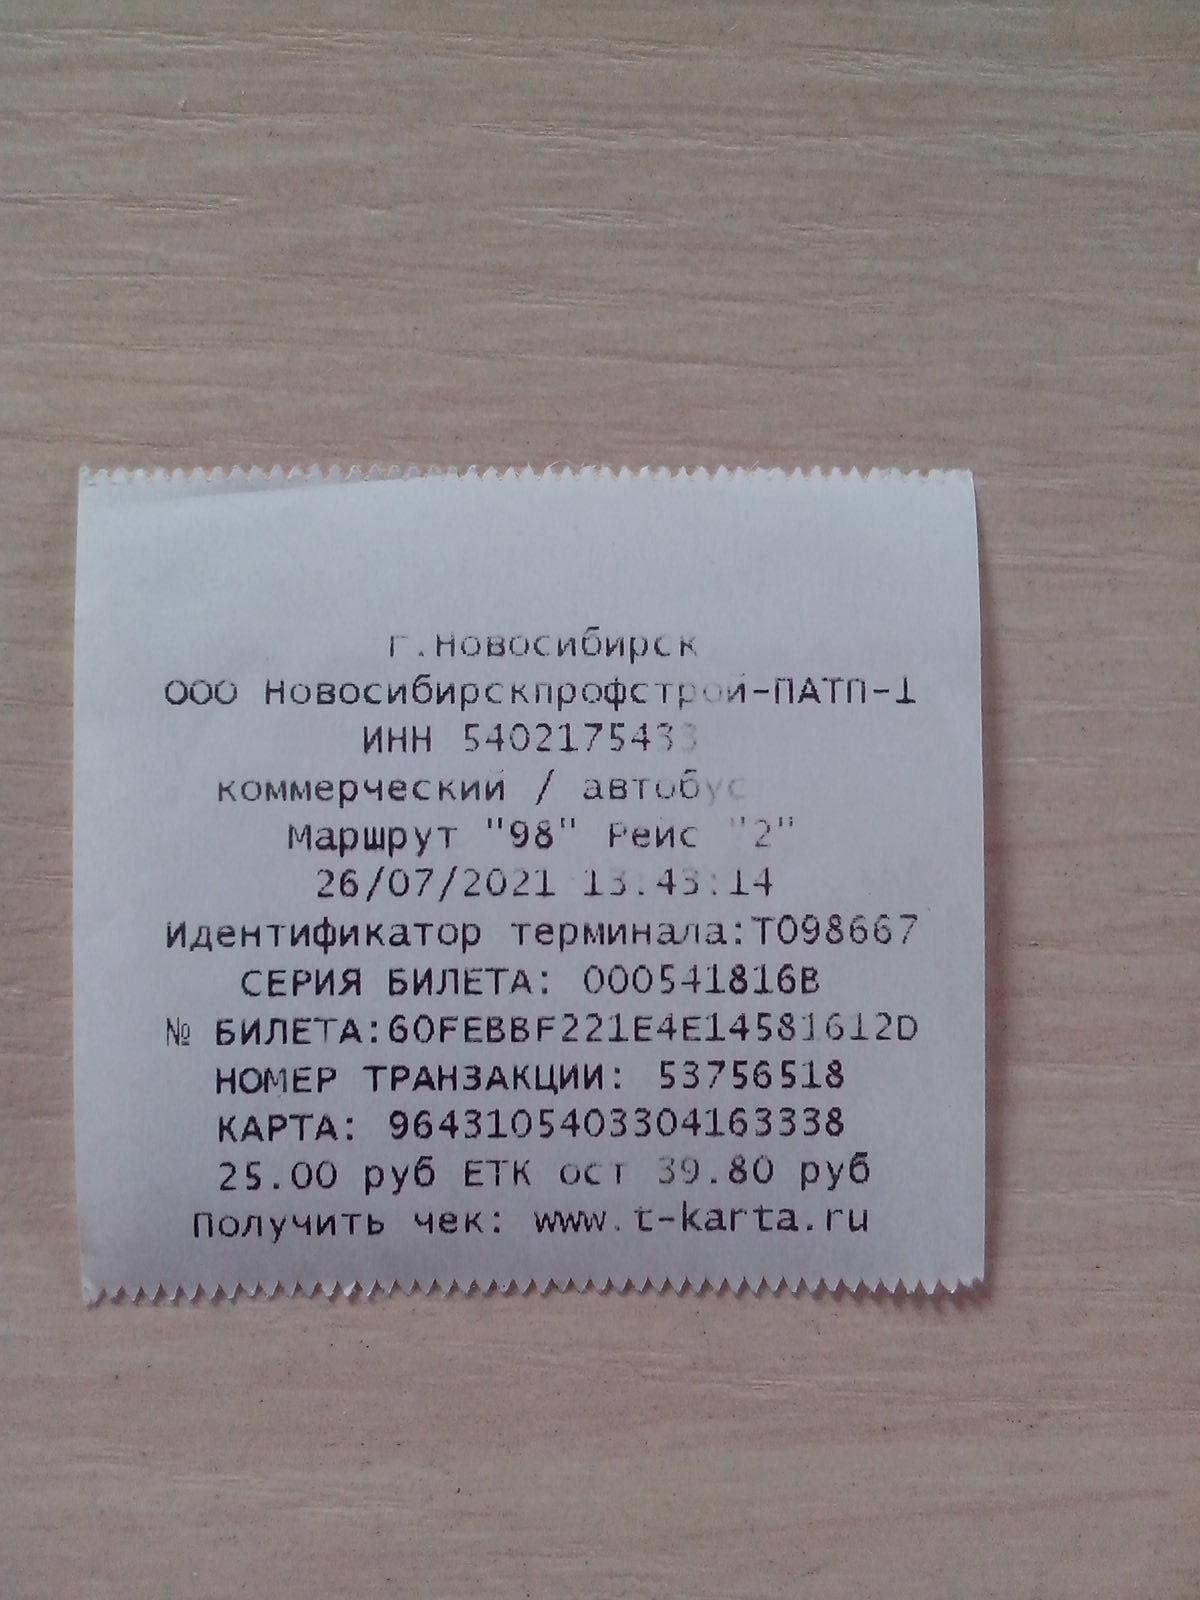 г.Новосибирск
ООО Новосибирскпрофстрой-ПАТП-1
ИНН 5402175433
коммерческий / автобус
Маршрут "98" Рейс "2"
26/07/2021 13:43:14
Идентификатор терминала:T098667
СЕРИЯ БИЛЕТА: 000541816B
№ БИЛЕТА:60FEBBF221E4E14581612D
НОМЕР ТРАНЗАКЦИИ: 53756518
КАРТА: 9643105403304163338
25.00 руб ЕТК ост 39.80 руб
Получить чек: www.t-karta.ru